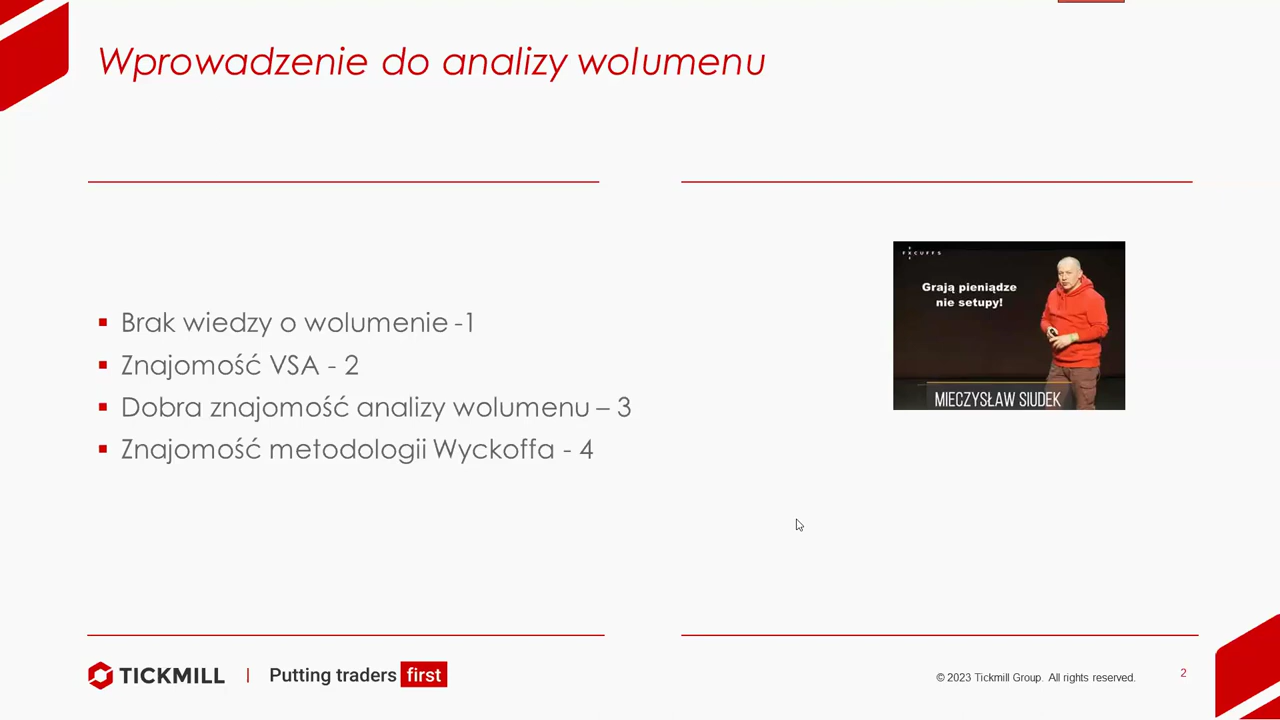 Wprowadzenie do analizy wolumenu
Brak wiedzy o wolumenie -1
Znajomość VSA - 2
Dobra znajomość analizy wolumenu – 3
Znajomość metodologii Wyckoffa - 4
FXCUFFS
Grają pieniądze
nie setupy!
MIECZYSŁAW SIUDEK
TICKMILL | Putting traders first
© 2023 Tickmill Group. All rights reserved.
2